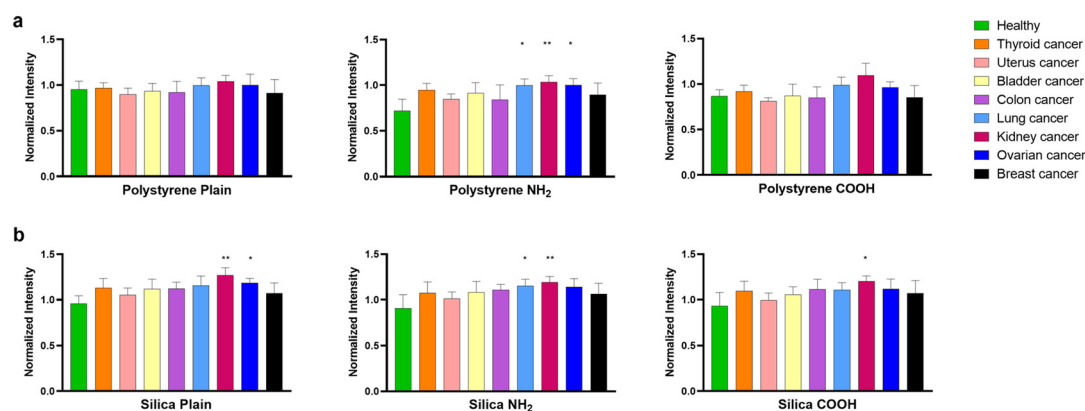 a
Normalized Intensity
1.5
1.0
0.5
0.0
Polystyrene Plain
Normalized Intensity
1.5
1.0
0.5
0.0
* ** *
Polystyrene NH₂
Normalized Intensity
1.5
1.0
0.5
0.0
Polystyrene COOH
Healthy
Thyroid cancer
Uterus cancer
Bladder cancer
Colon cancer
Lung cancer
Kidney cancer
Ovarian cancer
Breast cancer
b
Normalized Intensity
1.5
1.0
0.5
0.0
** *
Silica Plain
Normalized Intensity
1.5
1.0
0.5
0.0
* **
Silica NH₂
Normalized Intensity
1.5
1.0
0.5
0.0
*
Silica COOH